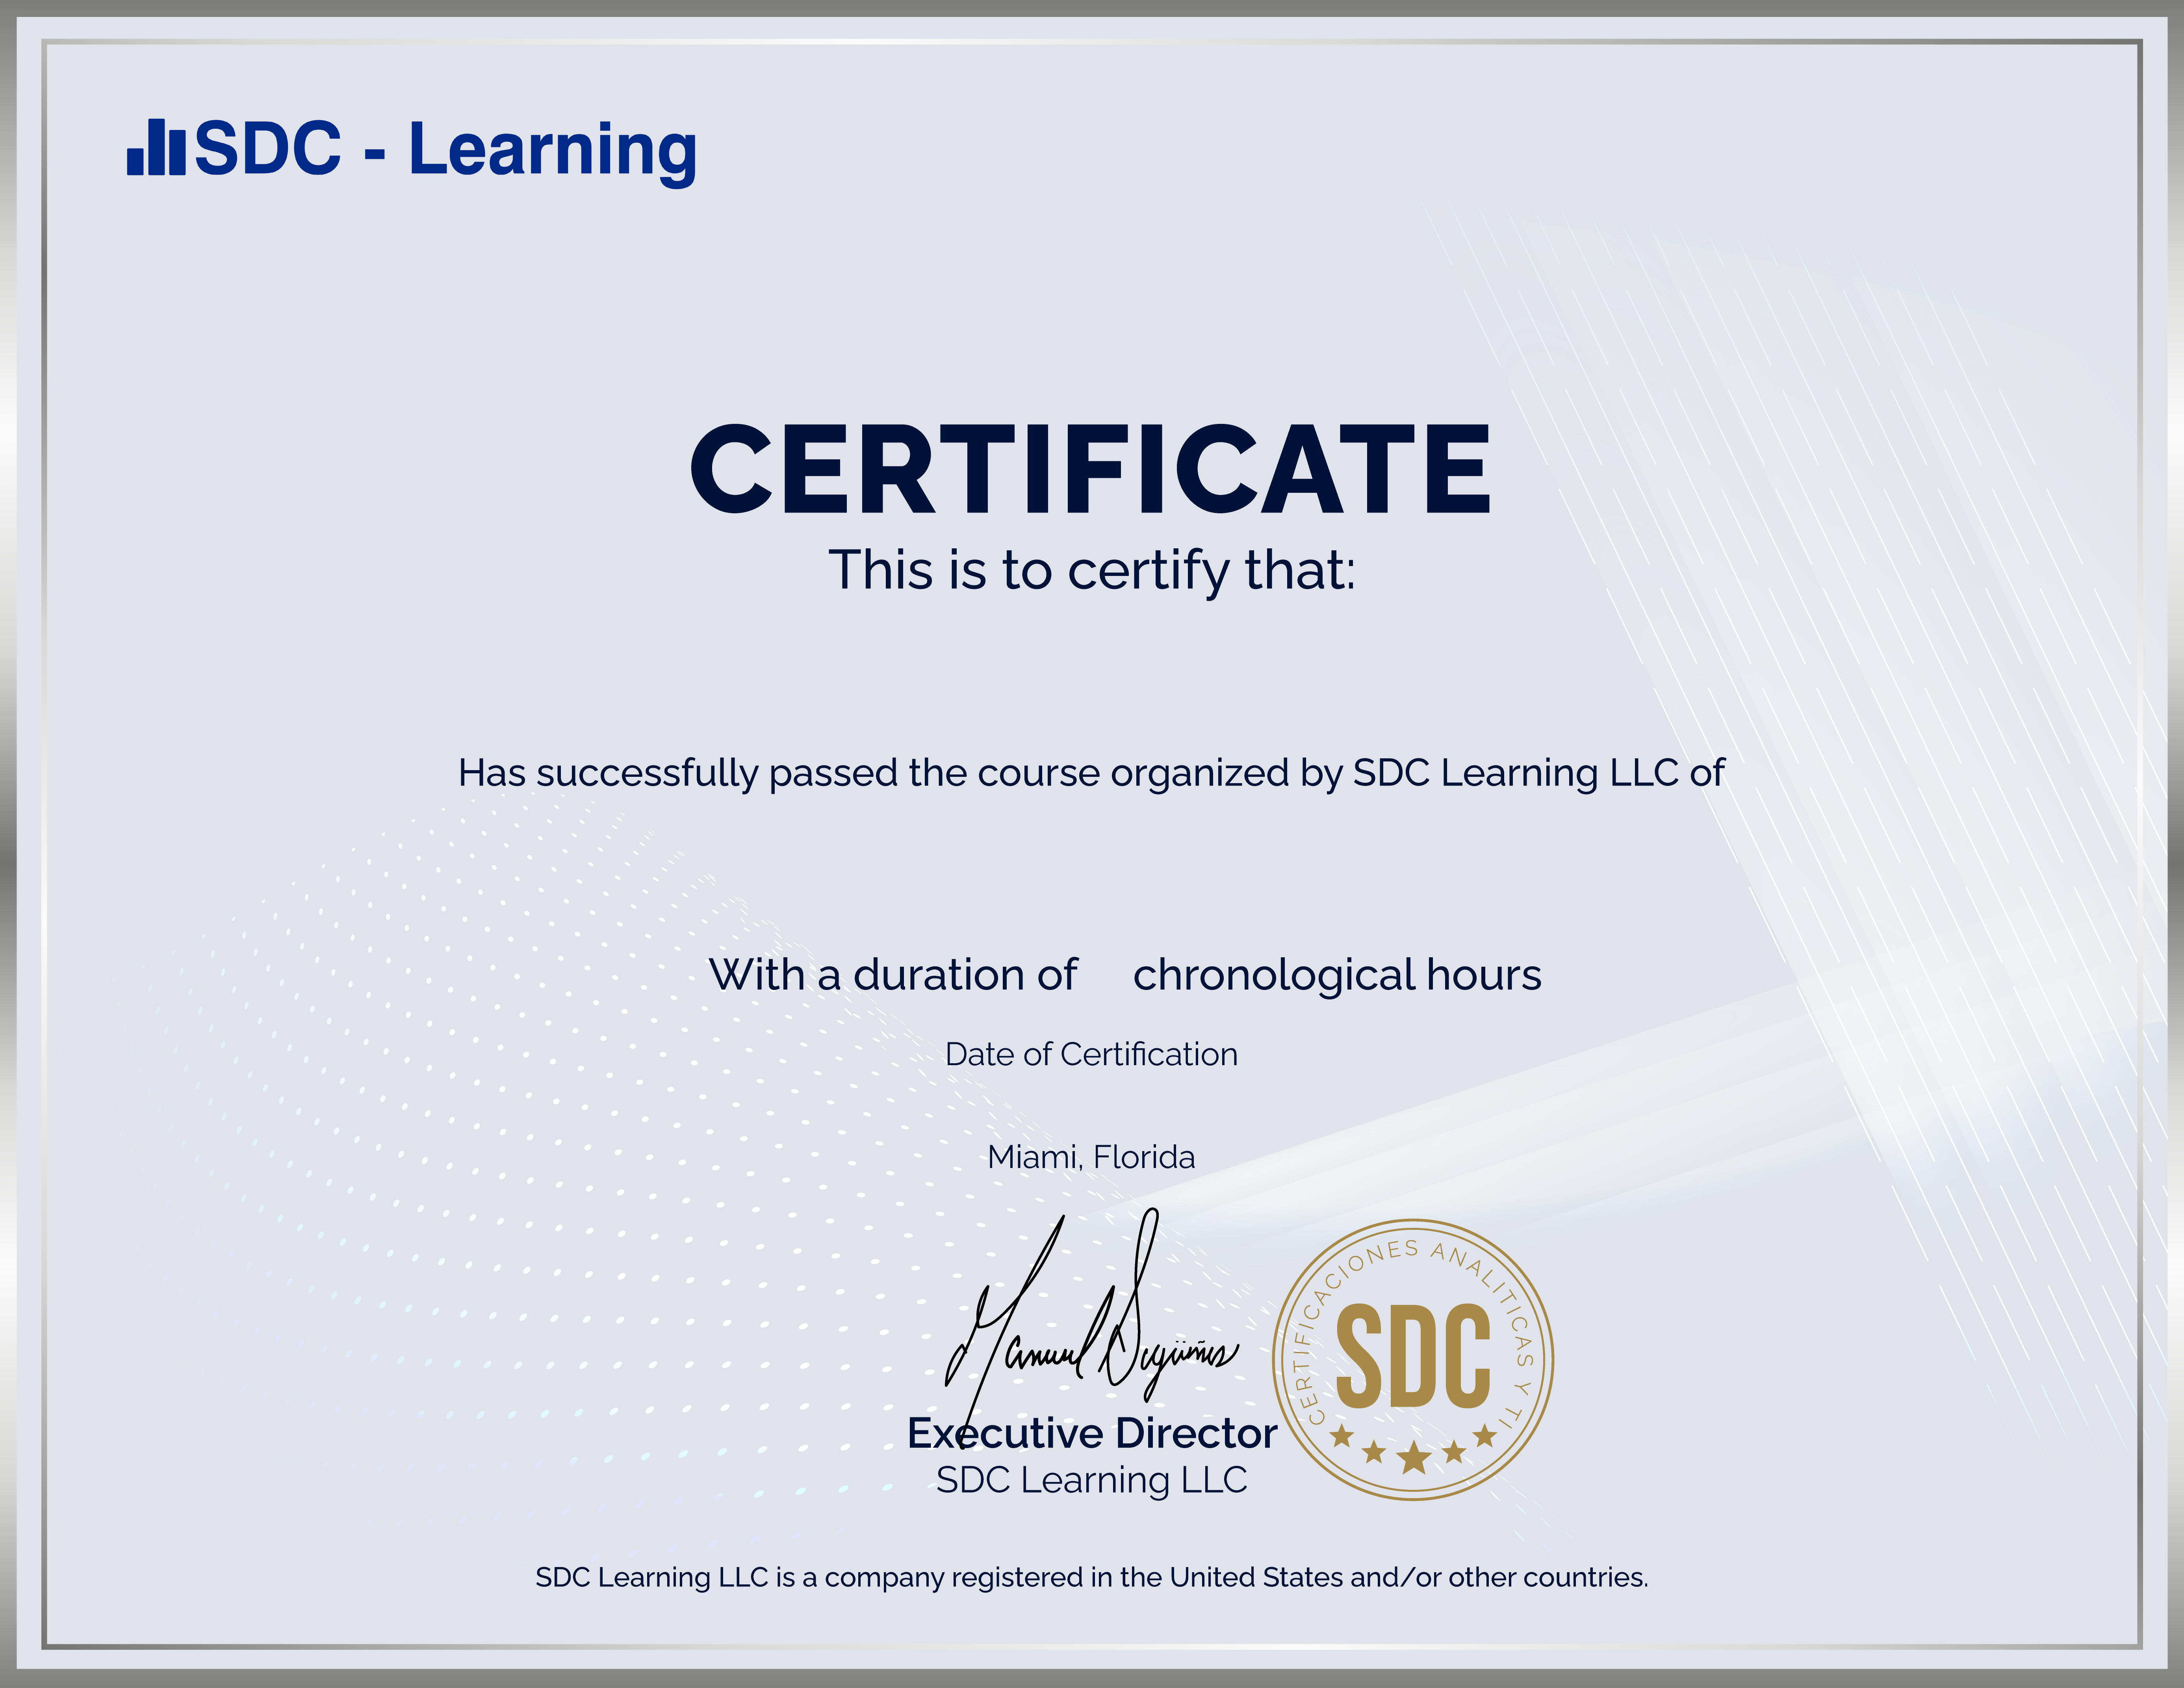 SDC - Learning
CERTIFICATE
This is to certify that:
Has successfully passed the course organized by SDC Learning LLC of
With a duration of chronological hours
Date of Certification
Miami, Florida
CERTIFICACIONES ANALITICAS Y TI
SDC
Executive Director
SDC Learning LLC
SDC Learning LLC is a company registered in the United States and/or other countries.